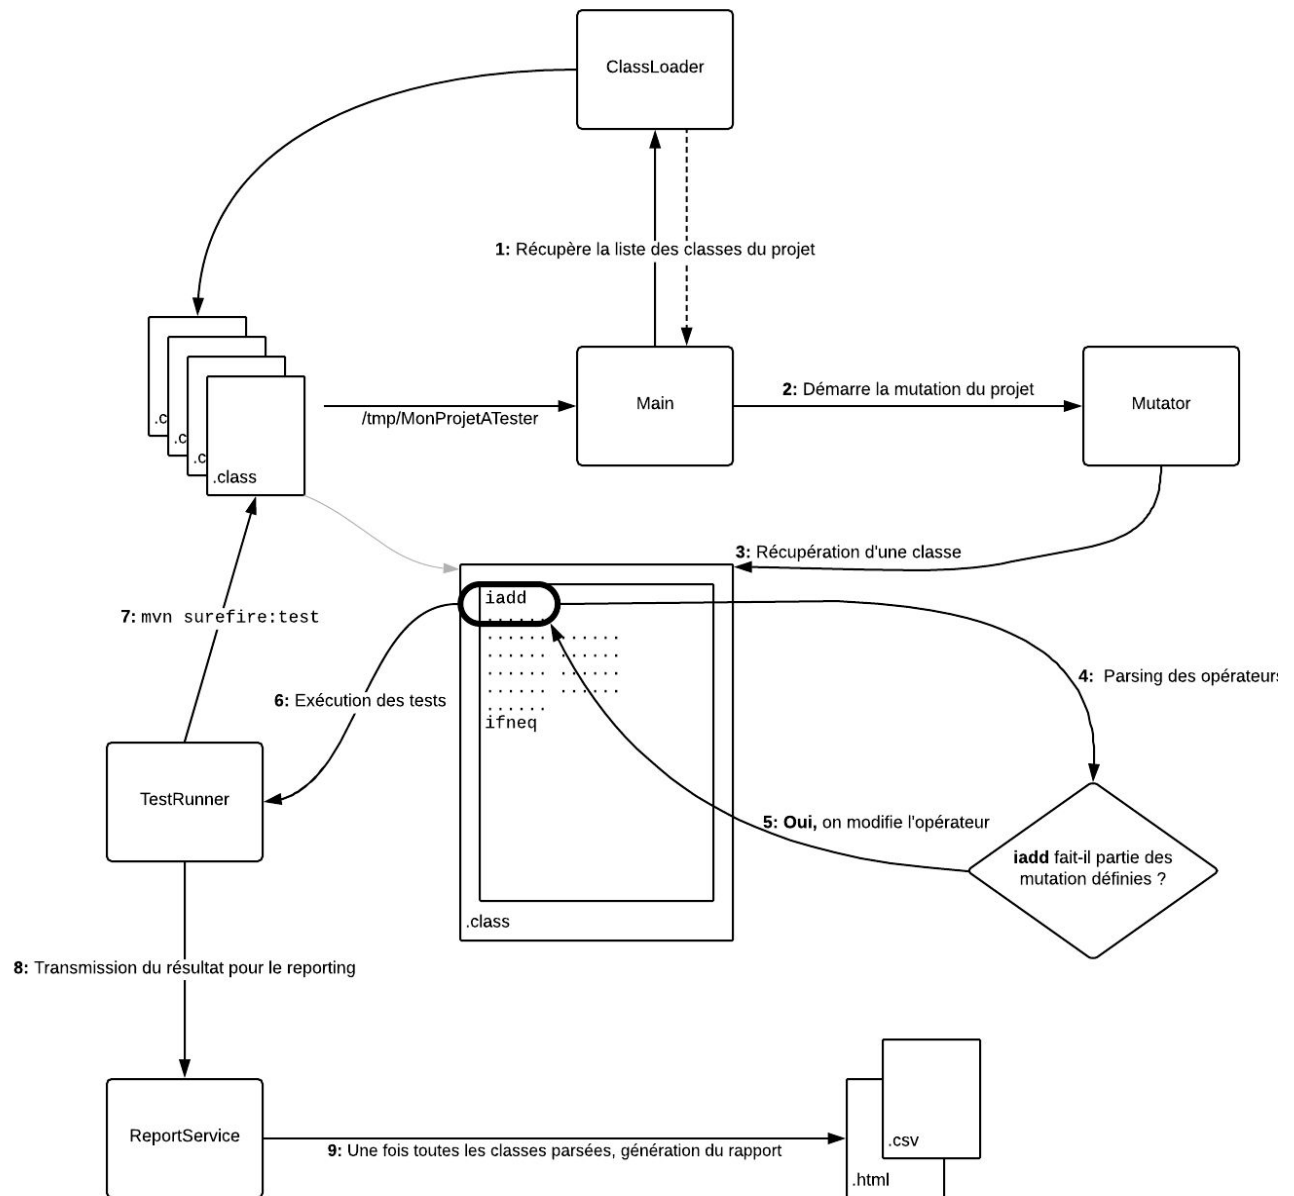 ClassLoader
1: Récupère la liste des classes du projet
.c
.c
.c
.class
/tmp/MonProjetATester
Main
2: Démarre la mutation du projet
Mutator
3: Récupération d'une classe
iadd
. . . . . .
. . . . . . . . . . . .
. . . . . . . . . . . .
. . . . . . . . . . . .
. . . . . . . . . . . .
. . . . . .
ifneq
.class
7: mvn surefire:test
6: Exécution des tests
4: Parsing des opérateurs
TestRunner
5: Oui, on modifie l'opérateur
iadd fait-il partie des
mutation définies ?
8: Transmission du résultat pour le reporting
ReportService
9: Une fois toutes les classes parsées, génération du rapport
.csv
.html